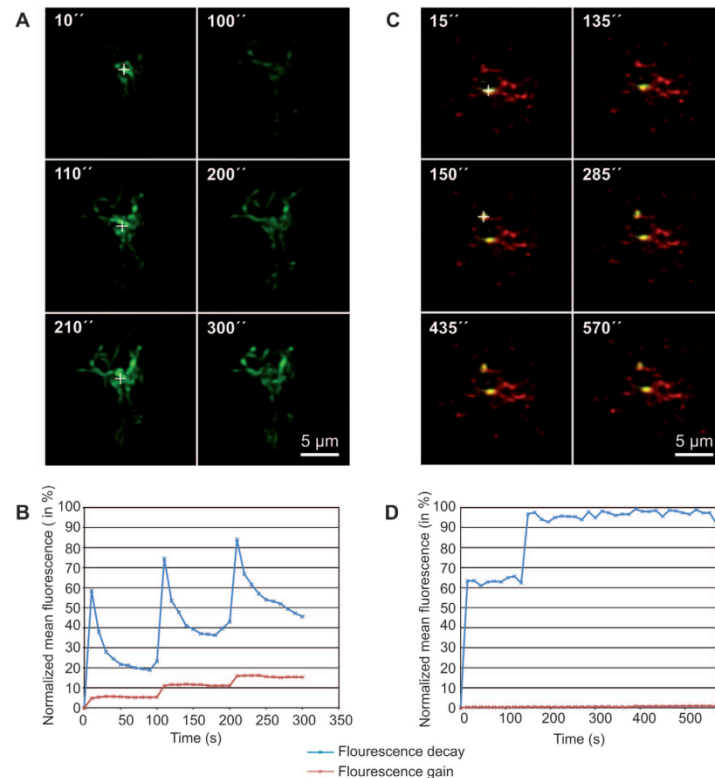 A
10´´
100´´
110´´
200´´
210´´
300´´
5 µm
C
15´´
135´´
150´´
285´´
435´´
570´´
5 µm
B
Normalized mean fluorescence ( in %)
100
90
80
70
60
50
40
30
20
10
0
0 50 100 150 200 250 300 350
Time (s)
D
Normalized mean fluorescence (in %)
100
90
80
70
60
50
40
30
20
10
0
0 100 200 300 400 500
Time (s)
Flourescence decay
Flourescence gain